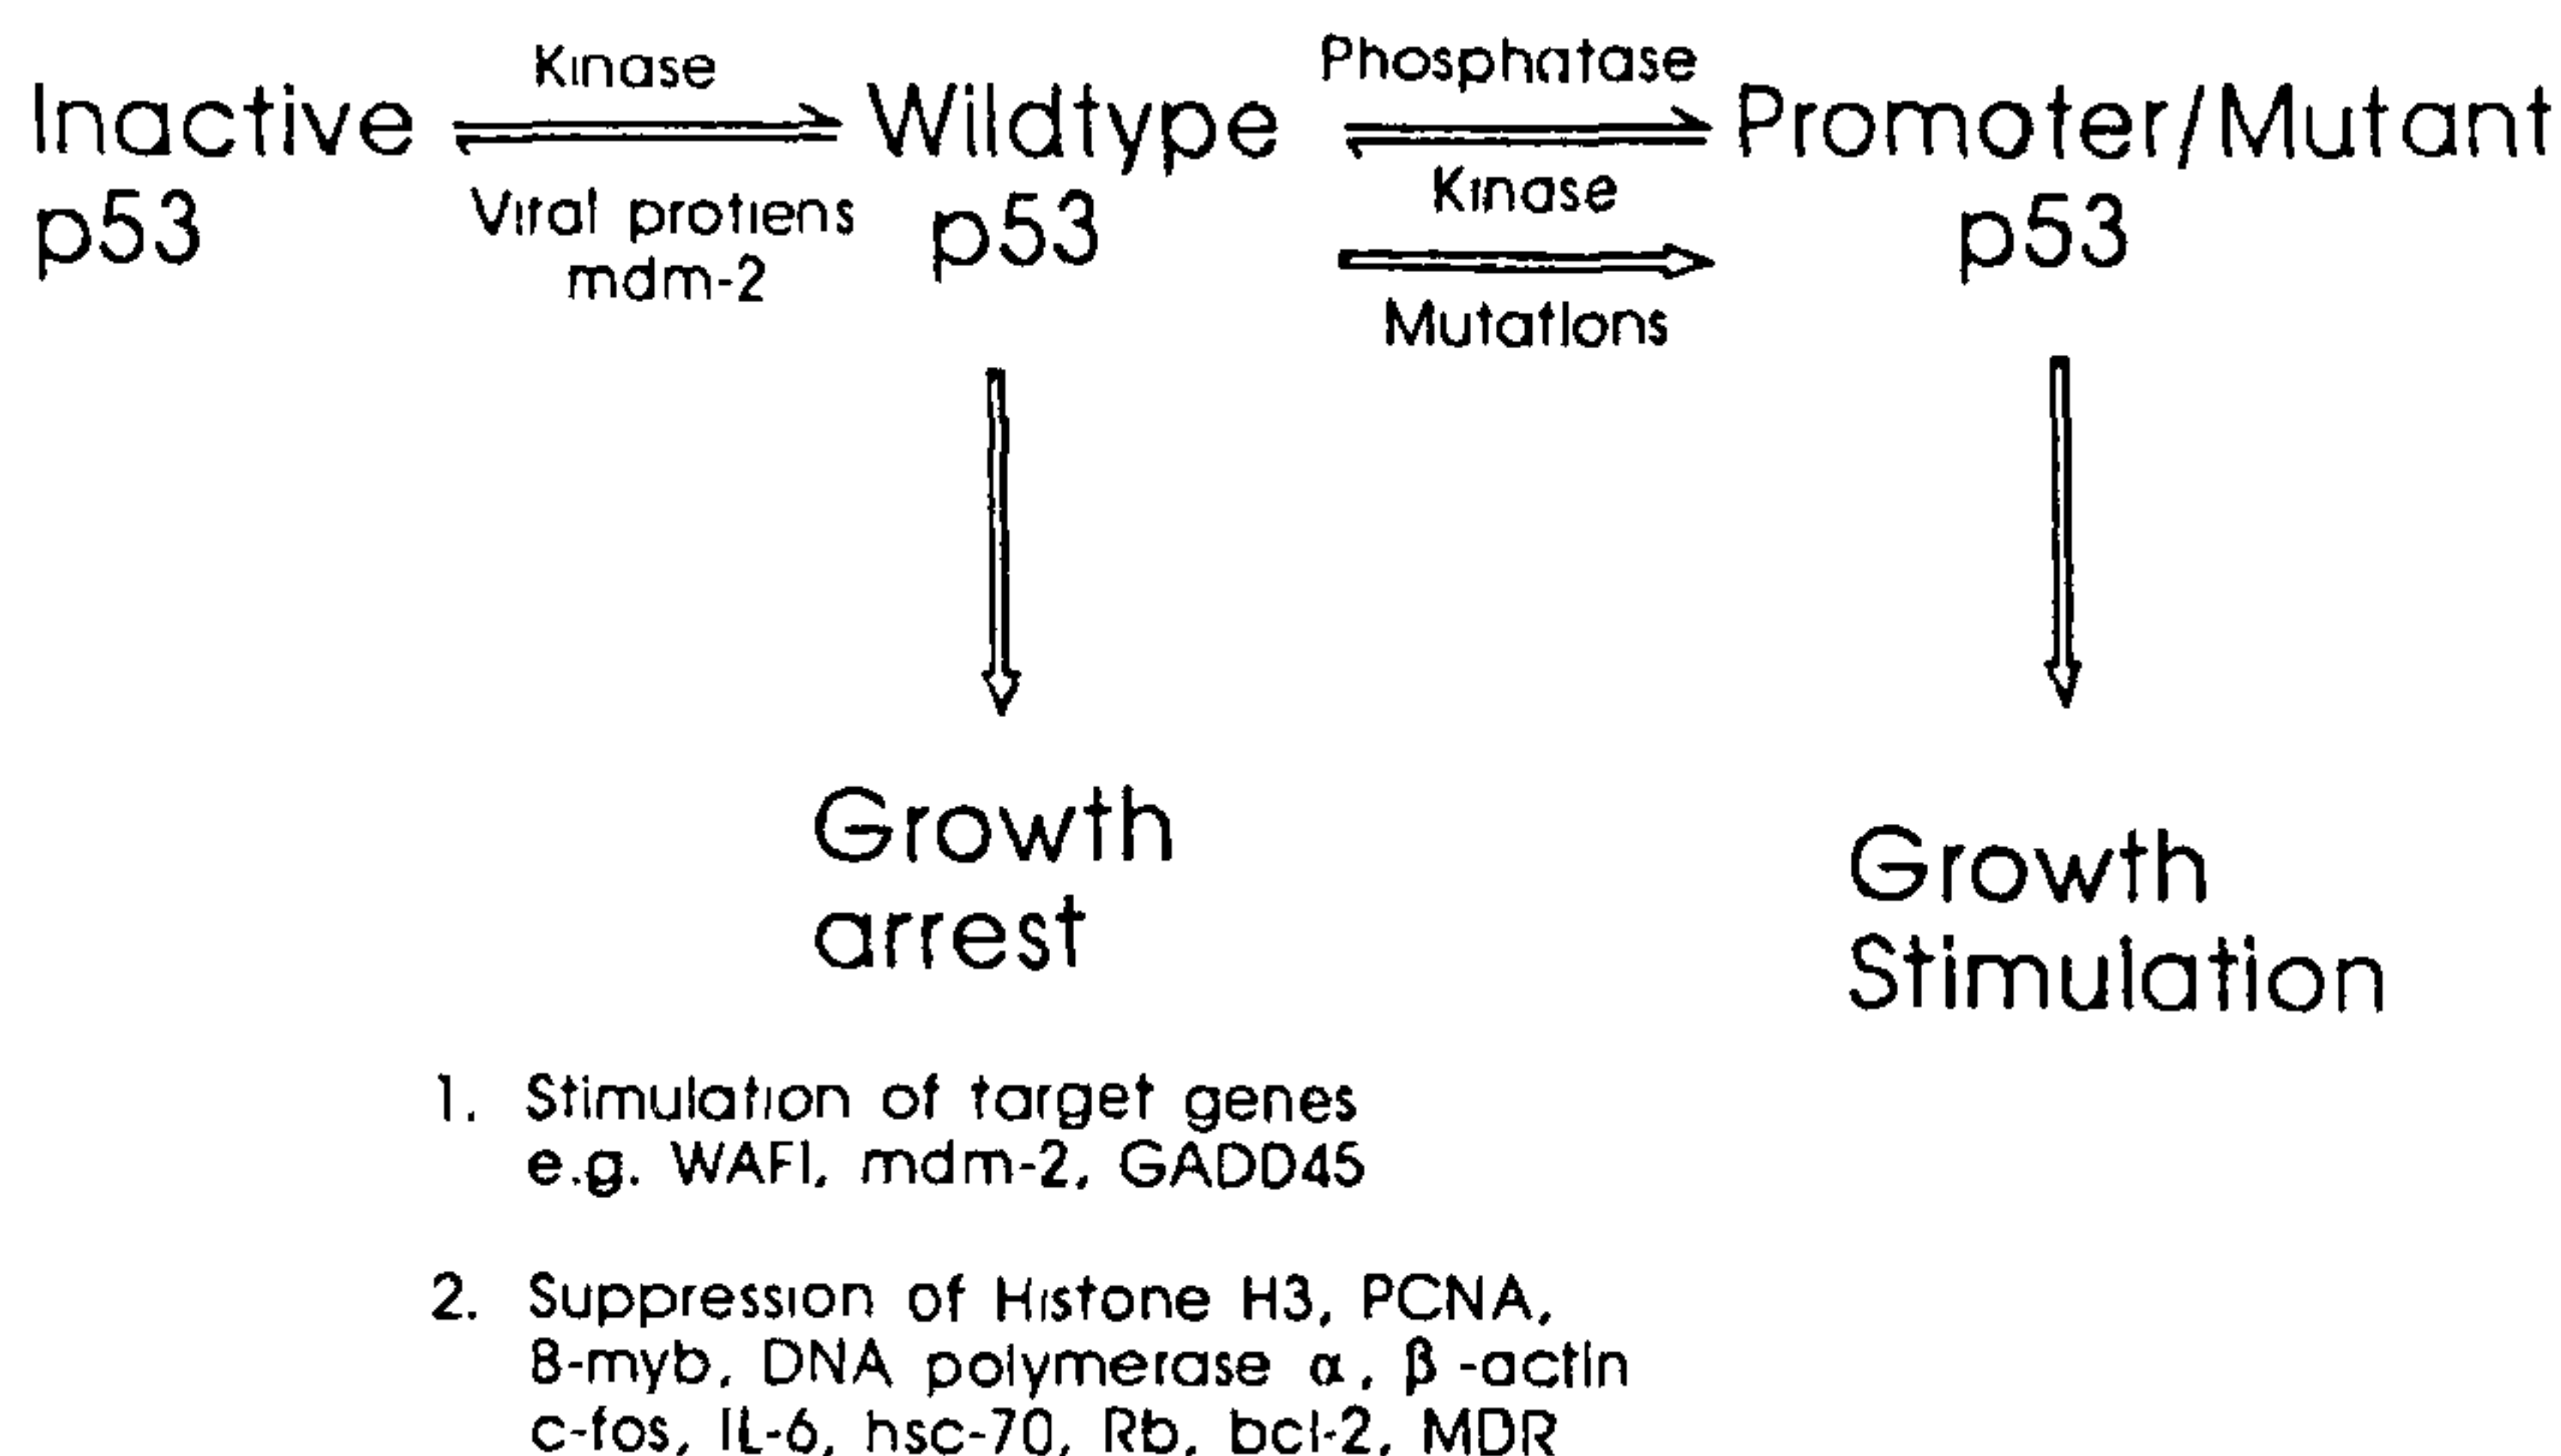 Kinase
Phosphatase
Inactive
Wildtype
Promoter/Mutant
p53
Viral protiens
mdm-2
p53
Kinase
Mutations
p53
Growth
arrest
Growth
Stimulation
1. Stimulation of target genes
e.g. WAF1, mdm-2, GADD45
2. Suppression of Histone H3, PCNA,
B-myb, DNA polymerase α, β-actin
c-fos, IL-6, hsc-70, Rb, bcl-2, MDR